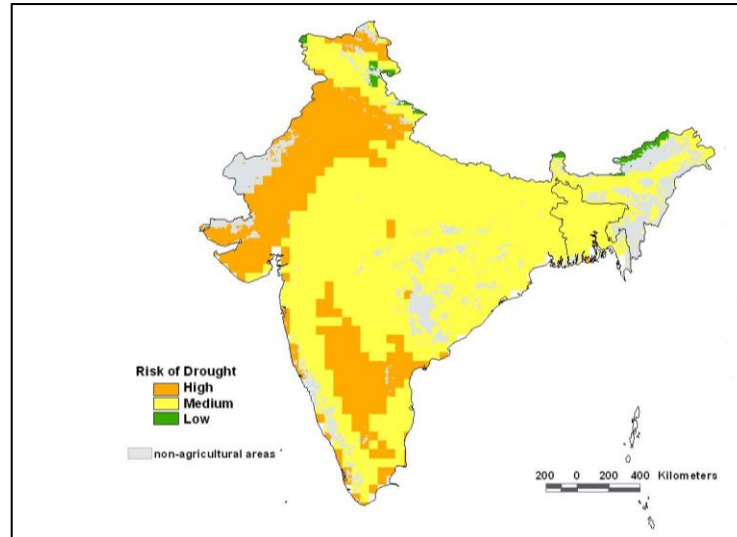 Risk of Drought
High
Medium
Low
non-agricultural areas
200 0 200 400 Kilometers